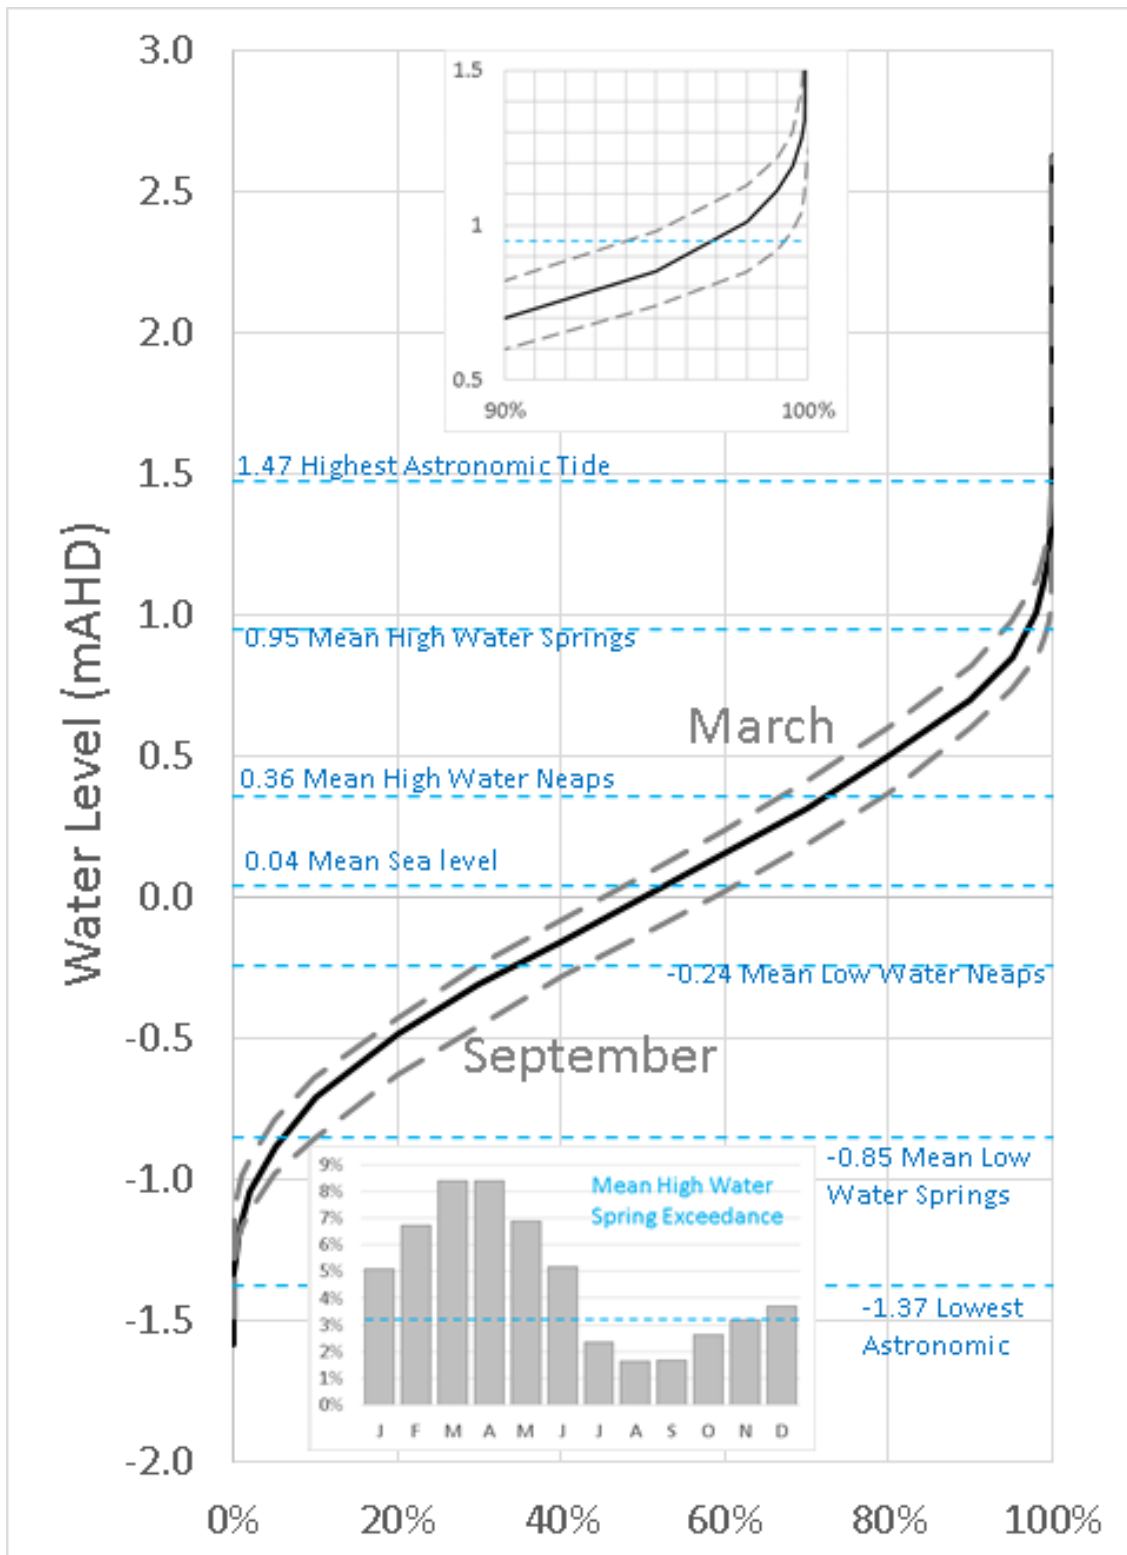 3.0
2.5
2.0
1.5
1.0
0.5
0.0
-0.5
-1.0
-1.5
-2.0
Water Level (mAHD)
1.5
1
0.5
90% 100%
1.47 Highest Astronomic Tide
0.95 Mean High Water Springs
March
0.36 Mean High Water Neaps
0.04 Mean Sea level
-0.24 Mean Low Water Neaps
September
-0.85 Mean Low
Water Springs
-1.37 Lowest
Astronomic
Mean High Water
Spring Exceedance
9%
8%
7%
6%
5%
4%
3%
2%
1%
0%
J F M A M J J A S O N D
0% 20% 40% 60% 80% 100%